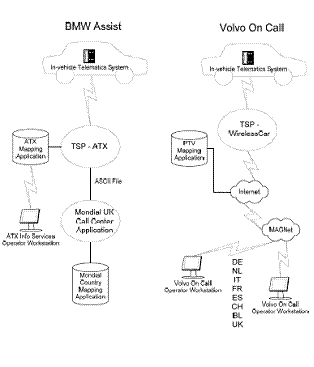 BMW Assist
In-vehicle Telematics System
ATX
Mapping
Application
TSP - ATX
ASCII File
ATX Info Services
Operator Workstation
Mondial UK
Call Center
Application
Mondial
Country
Mapping
Application
Volvo On Call
In-vehicle Telematics System
TSP -
WirelessCar
IPTV
Mapping
Application
Internet
IMAGNet
Volvo On Call
Operator Workstation
DE
NL
IT
FR
ES
CH
BL
UK
Volvo On Call
Operator Workstation